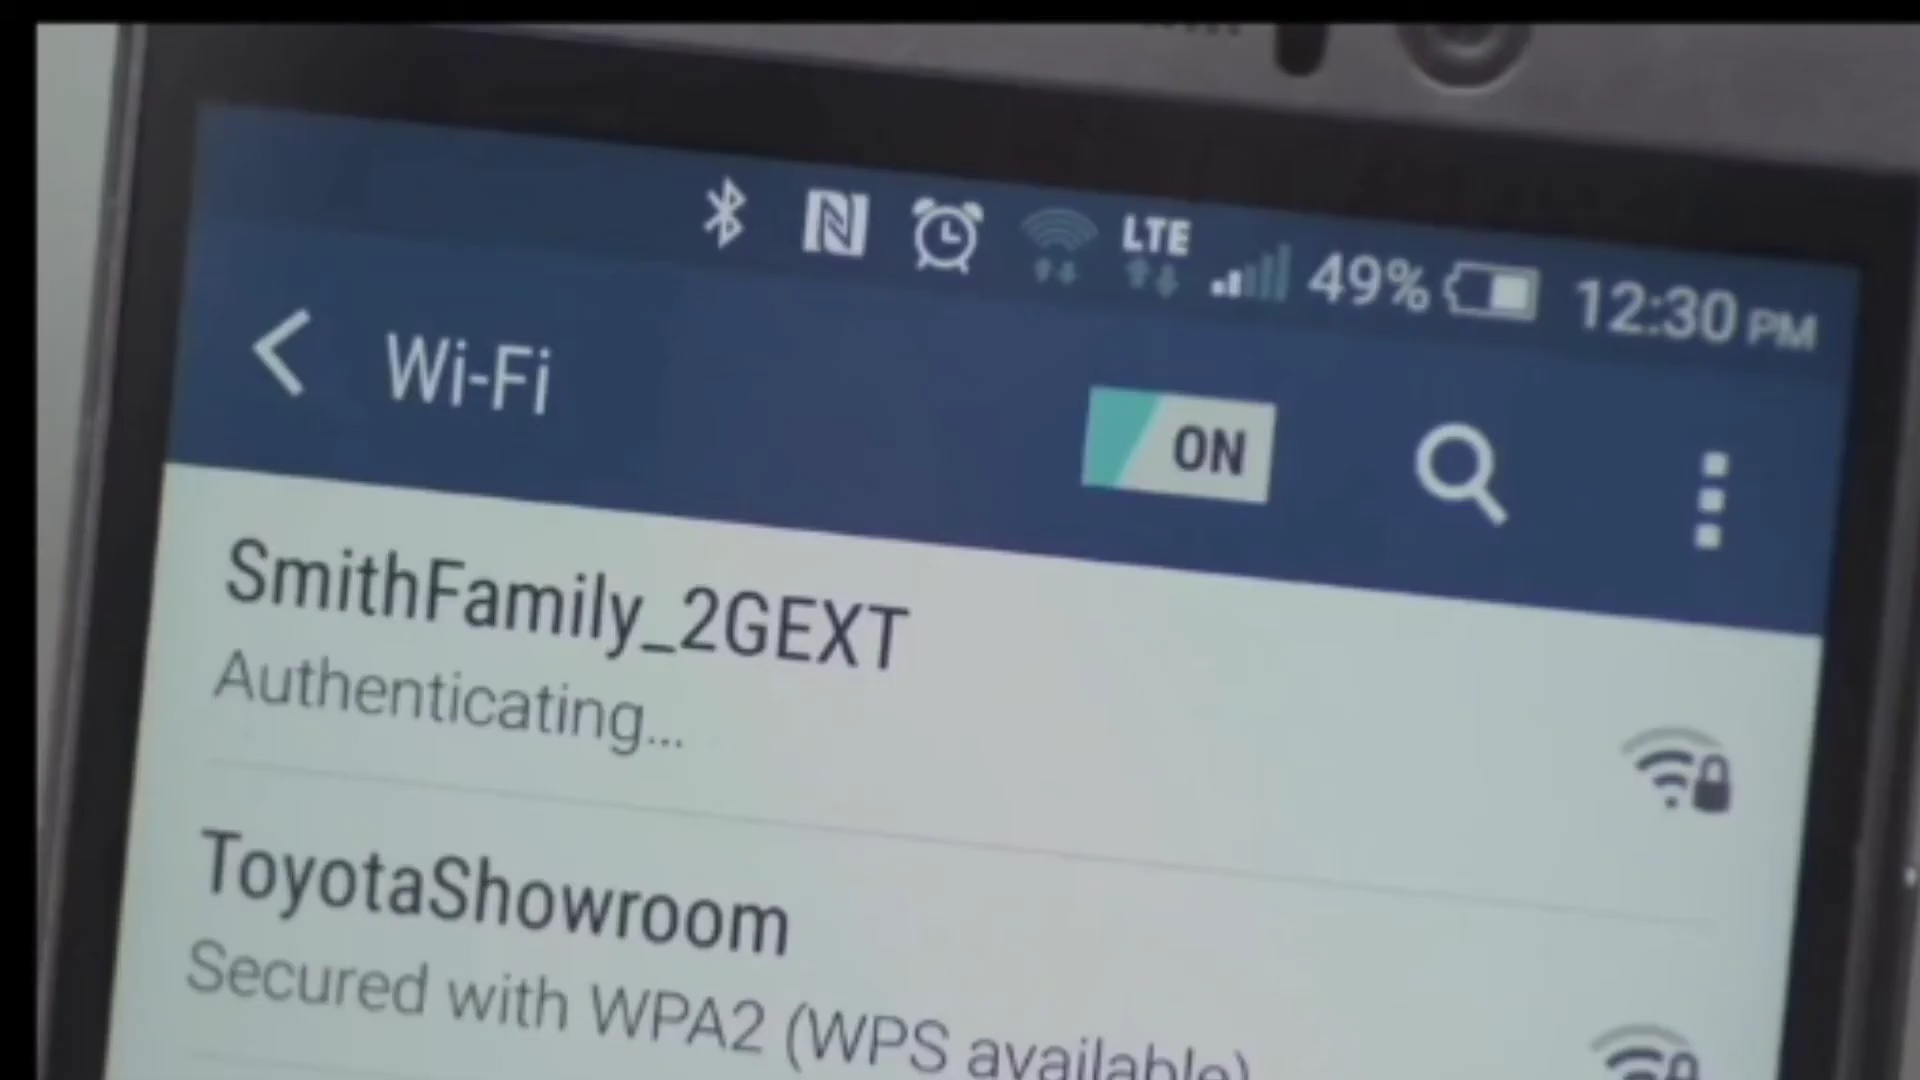 LTE 49% 12:30 PM
Wi-Fi ON
SmithFamily_2GEXT
Authenticating...
ToyotaShowroom
Secured with WPA2 (WPS available)